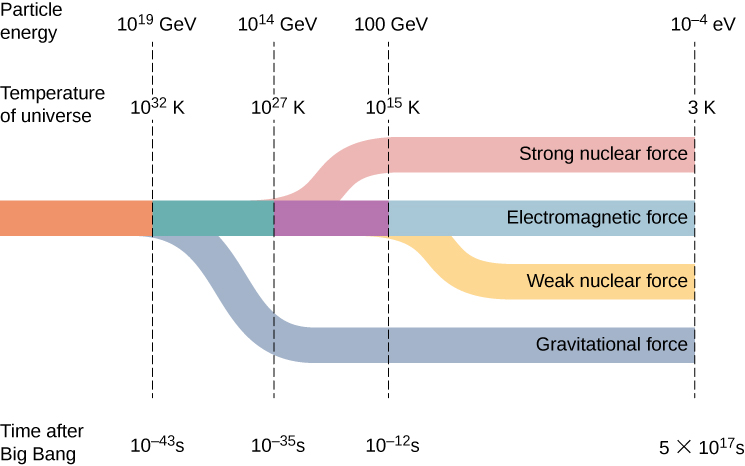 Particle energy 10¹⁹ GeV 10¹⁴ GeV 100 GeV 10⁻⁴ eV
Temperature of universe 10³² K 10²⁷ K 10¹⁵ K 3 K
Strong nuclear force
Electromagnetic force
Weak nuclear force
Gravitational force
Time after Big Bang 10⁻⁴³s 10⁻³⁵s 10⁻¹²s 5 × 10¹⁷s